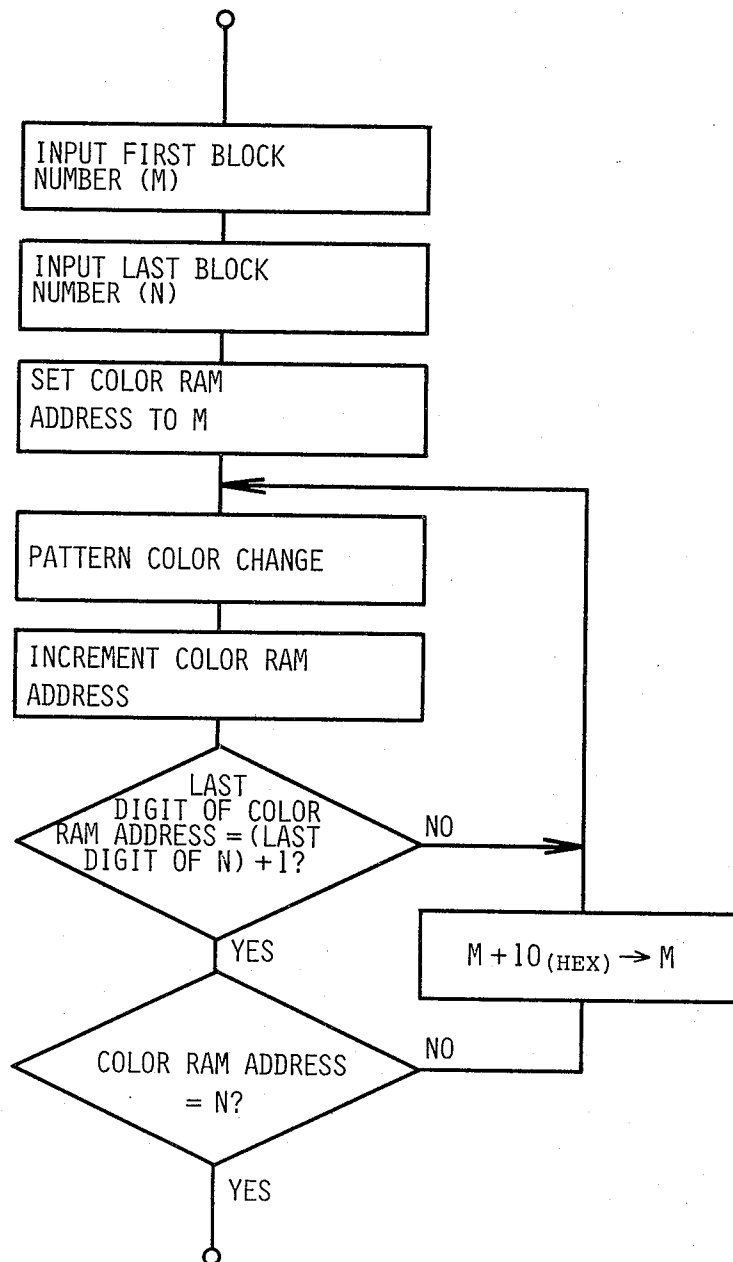 INPUT FIRST BLOCK
NUMBER (M)
INPUT LAST BLOCK
NUMBER (N)
SET COLOR RAM
ADDRESS TO M
PATTERN COLOR CHANGE
INCREMENT COLOR RAM
ADDRESS
LAST
DIGIT OF COLOR
RAM ADDRESS = (LAST
DIGIT OF N) +1?
NO
YES
M+10(HEX) → M
COLOR RAM ADDRESS
= N?
NO
YES